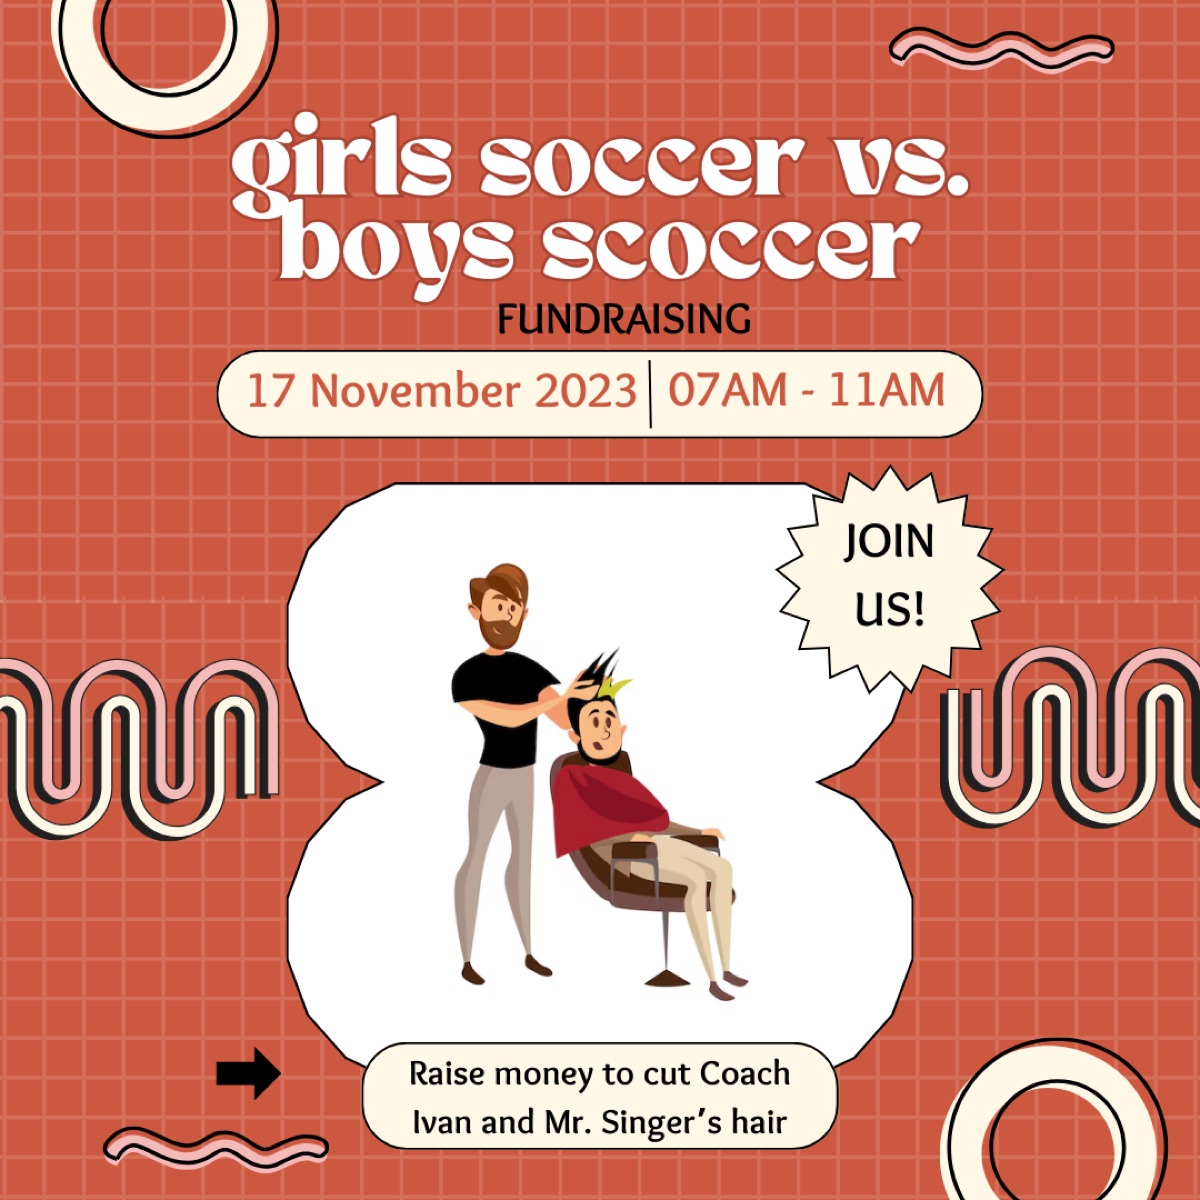 girls soccer vs.
boys scoccer
FUNDRAISING
17 November 2023 07AM - 11AM
JOIN
US!
Raise money to cut Coach
Ivan and Mr. Singer's hair